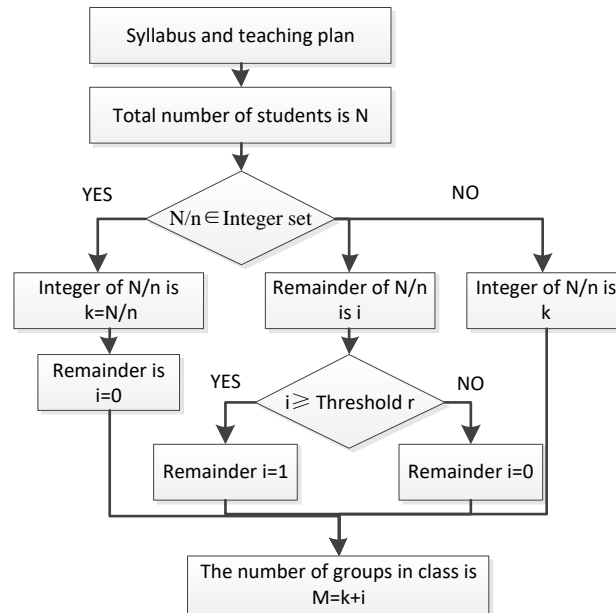 Syllabus and teaching plan
Total number of students is N
YES
NO
N/n∈Integer set
Integer of N/n is
k=N/n
Remainder of N/n
is i
Integer of N/n is
k
Remainder is
i=0
YES
NO
i⩾Threshold r
Remainder i=1
Remainder i=0
The number of groups in class is
M=k+i